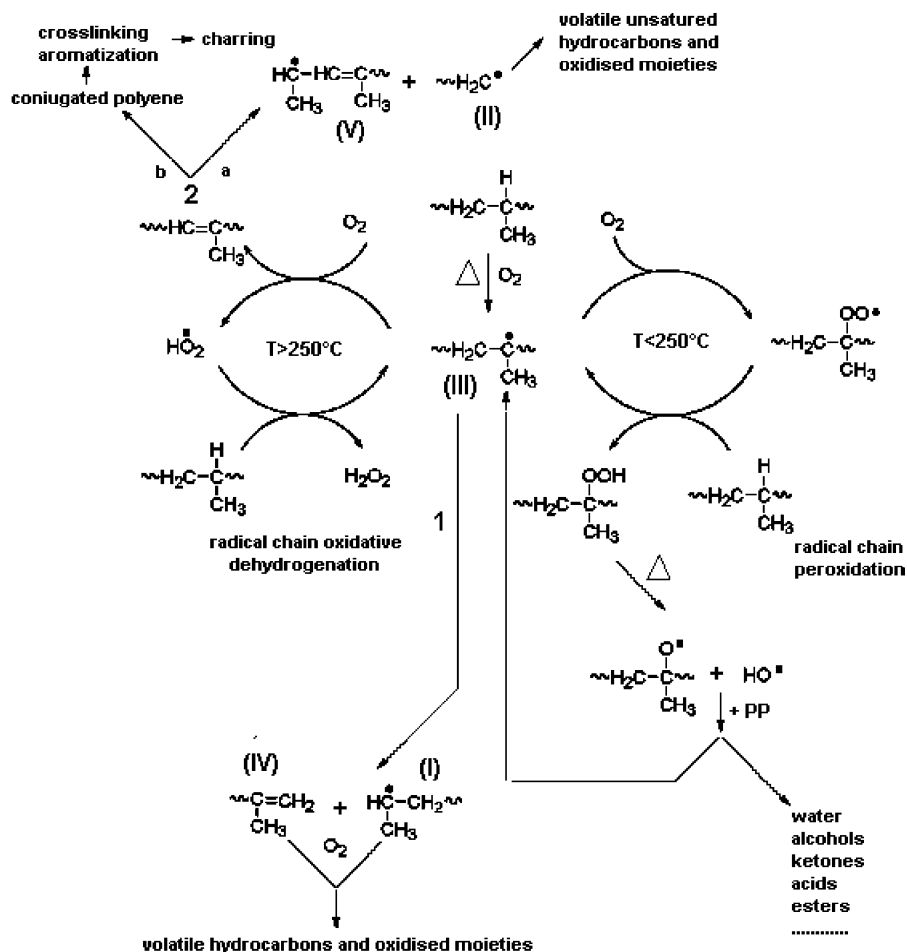 crosslinking
aromatization
charring
volatile unsatured
hydrocarbons and
oxidised moieties
coniugated polyene
HC•–HC=C~
CH3 CH3
(V)
+
~H2C•
(II)
b a
2
~HC=C~
CH3
O2
H
~H2C–C~
CH3
△ O2
O2
HO2•
T>250°C
~H2C–C•~
CH3
(III)
T<250°C
OO•
~H2C–C~
CH3
H
~H2C–C~
CH3
H2O2
OOH
~H2C–C~
CH3
H
~H2C–C~
CH3
radical chain oxidative
dehydrogenation
1
radical chain
peroxidation
△
O•
~H2C–C~
CH3
+ HO•
+ PP
(IV) (I)
~C=CH2 + HC•–CH2~
CH3 CH3
O2
water
alcohols
ketones
acids
esters
............
volatile hydrocarbons and oxidised moieties